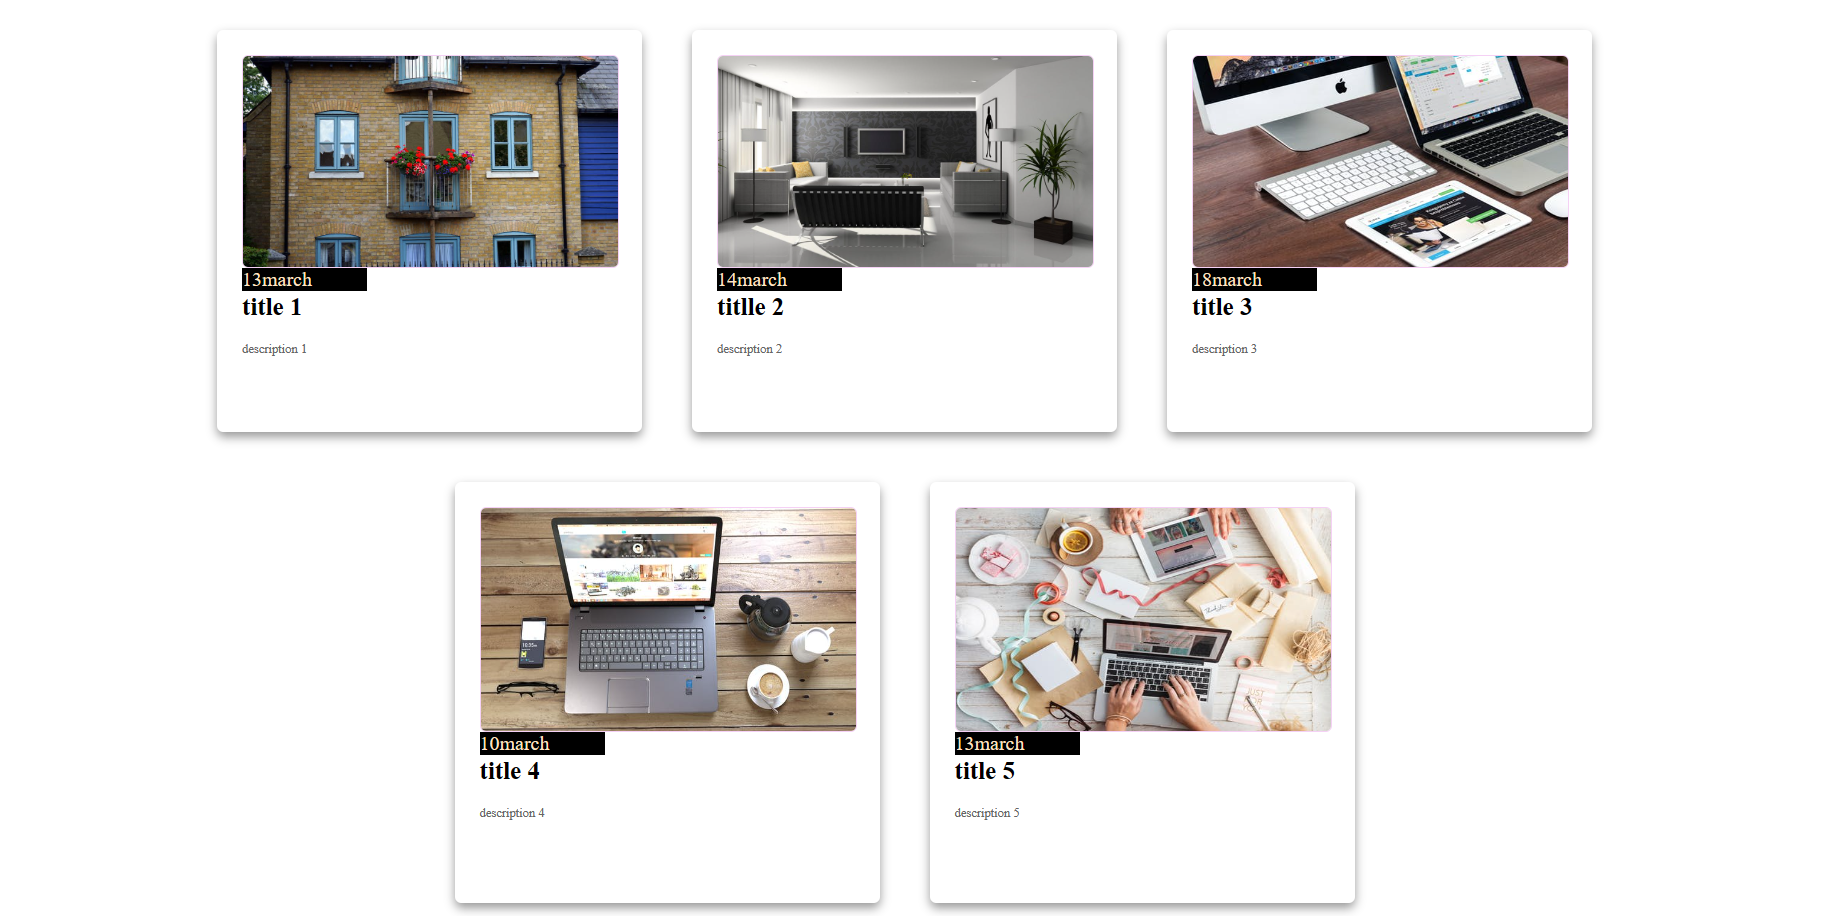 13march
title 1
description 1
14march
titlle 2
description 2
18march
title 3
description 3
10march
title 4
description 4
13march
title 5
description 5